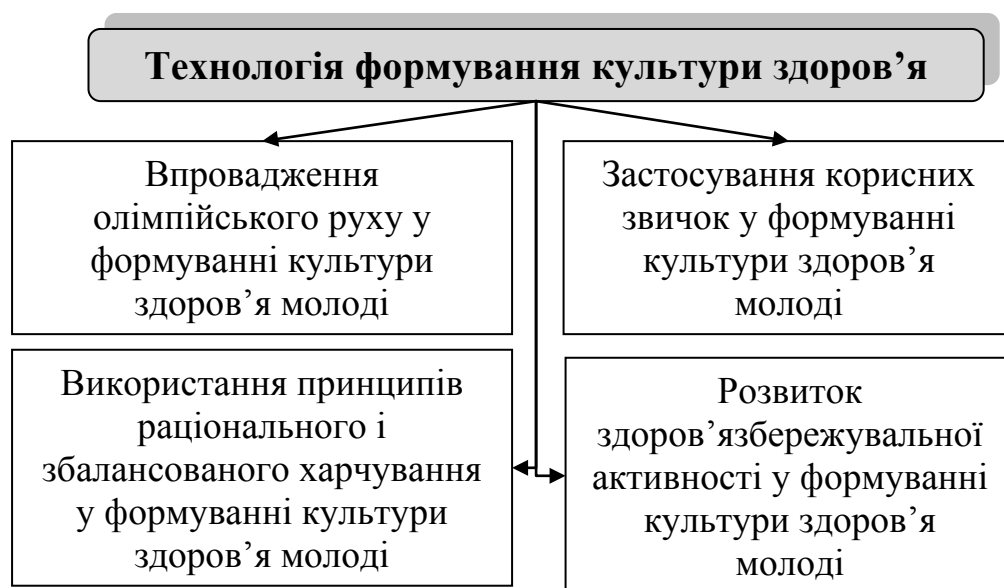 Технологія формування культури здоров’я
Впровадження
олімпійського руху у
формуванні культури
здоров’я молоді
Застосування корисних
звичок у формуванні
культури здоров’я
молоді
Використання принципів
раціонального і
збалансованого харчування
у формуванні культури
здоров’я молоді
Розвиток
здоров’язбережувальної
активності у формуванні
культури здоров’я
молоді